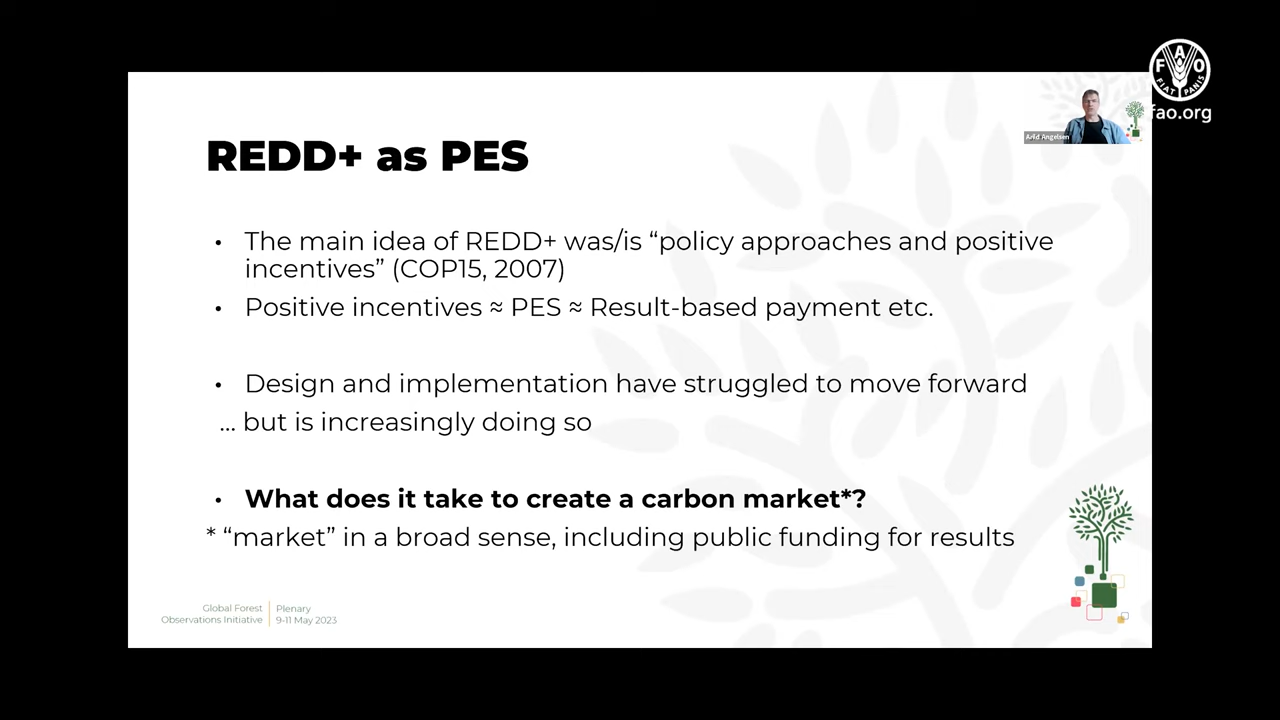 FAO
FIAT PANIS
fao.org
Arild Angelsen
REDD+ as PES
• The main idea of REDD+ was/is “policy approaches and positive
incentives” (COP15, 2007)
• Positive incentives ≈ PES ≈ Result-based payment etc.
• Design and implementation have struggled to move forward
... but is increasingly doing so
• What does it take to create a carbon market*?
* “market” in a broad sense, including public funding for results
Global Forest
Observations Initiative
Plenary
9-11 May 2023